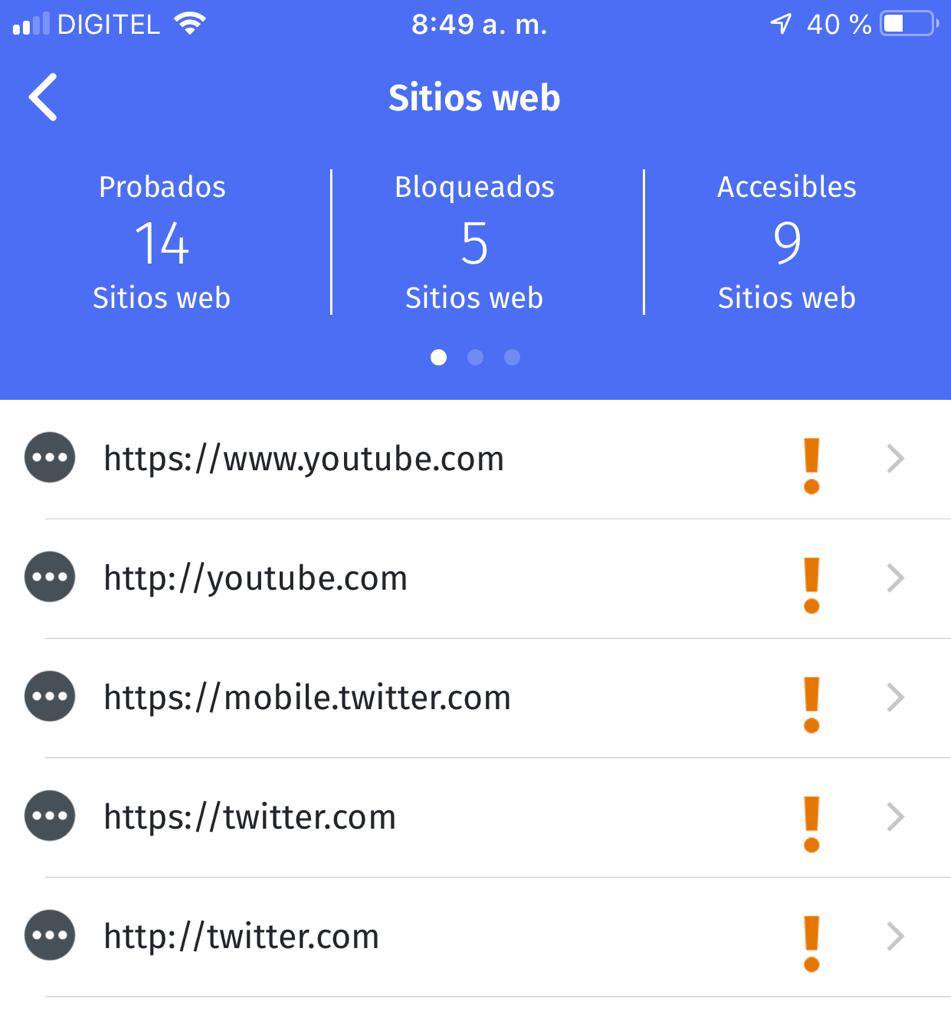 DIGITEL 8:49 a. m. 40 %
Sitios web
Probados Bloqueados Accesibles
14 5 9
Sitios web Sitios web Sitios web
https://www.youtube.com
http://youtube.com
https://mobile.twitter.com
https://twitter.com
http://twitter.com